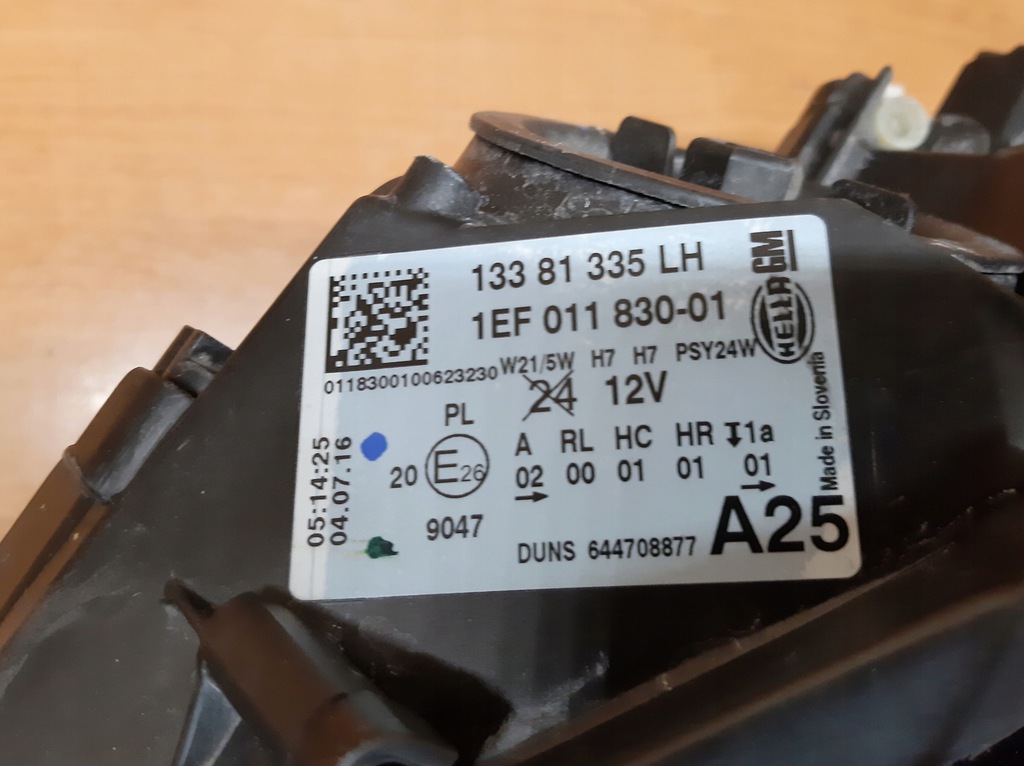 133 81 335 LH
GM
1EF 011 830-01
HELLA
W21/5W H7 H7 PSY24W
0118300100623230
24 12V
PL
A RL HC HR 1a
20 E26 02 00 01 01 01
9047
DUNS 644708877 A25
05:14:25
04.07.16
Made in Slovenia